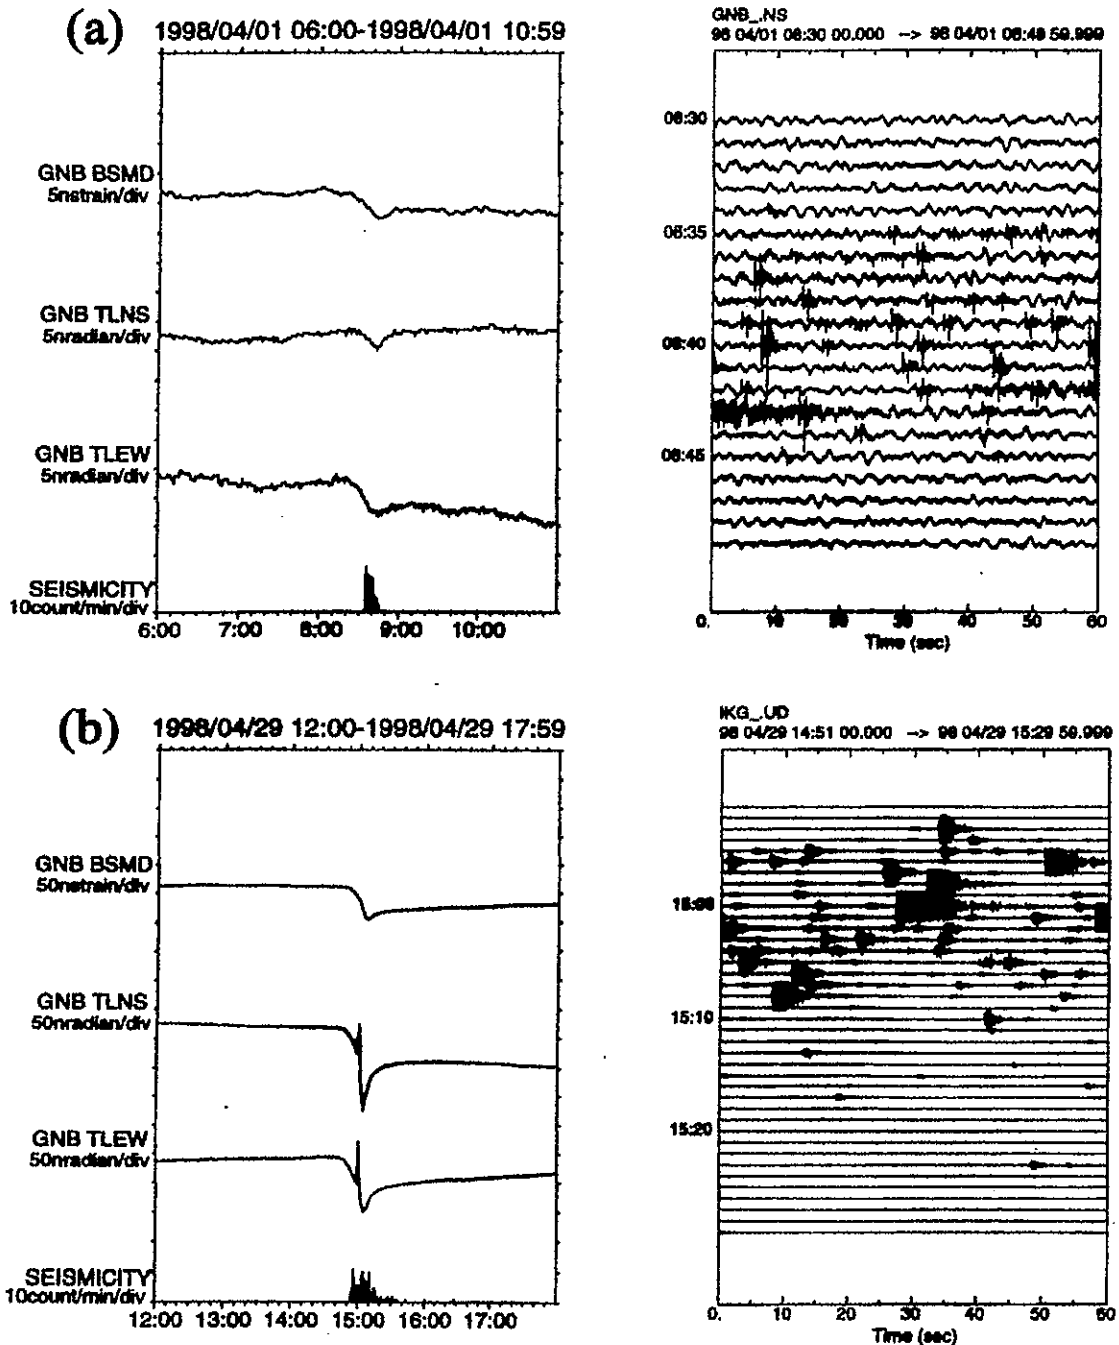 (a)
1998/04/01 06:00-1998/04/01 10:59
GNB BSMD
5nstrain/div
GNB TLNS
5nradian/div
GNB TLEW
5nradian/div
SEISMICITY
10count/min/div
6:00 7:00 8:00 9:00 10:00
GNB_.NS
98 04/01 08:30 00.000 --> 98 04/01 08:49 59.999
08:30
08:35
08:40
08:45
0. 10 20 30 40 50 60
Time (sec)
(b)
1998/04/29 12:00-1998/04/29 17:59
GNB BSMD
50nstrain/div
GNB TLNS
50nradian/div
GNB TLEW
50nradian/div
SEISMICITY
10count/min/div
12:00 13:00 14:00 15:00 16:00 17:00
IKG_.UD
98 04/29 14:51 00.000 --> 98 04/29 15:29 59.999
15:00
15:10
15:20
0. 10 20 30 40 50 60
Time (sec)